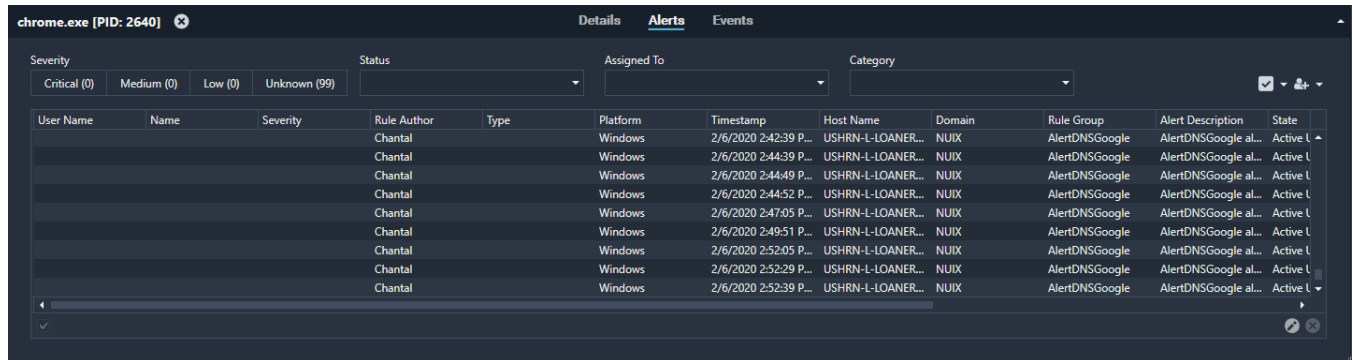 chrome.exe [PID: 2640] Details Alerts Events
Severity Status Assigned To Category
Critical (0) Medium (0) Low (0) Unknown (99)
User Name Name Severity Rule Author Type Platform Timestamp Host Name Domain Rule Group Alert Description State
Chantal Windows 2/6/2020 2:42:39 P... USHRN-L-LOANER... NUIX AlertDNSGoogle AlertDNSGoogle al... Active U
Chantal Windows 2/6/2020 2:44:39 P... USHRN-L-LOANER... NUIX AlertDNSGoogle AlertDNSGoogle al... Active U
Chantal Windows 2/6/2020 2:44:49 P... USHRN-L-LOANER... NUIX AlertDNSGoogle AlertDNSGoogle al... Active U
Chantal Windows 2/6/2020 2:44:52 P... USHRN-L-LOANER... NUIX AlertDNSGoogle AlertDNSGoogle al... Active U
Chantal Windows 2/6/2020 2:47:05 P... USHRN-L-LOANER... NUIX AlertDNSGoogle AlertDNSGoogle al... Active U
Chantal Windows 2/6/2020 2:49:51 P... USHRN-L-LOANER... NUIX AlertDNSGoogle AlertDNSGoogle al... Active U
Chantal Windows 2/6/2020 2:52:05 P... USHRN-L-LOANER... NUIX AlertDNSGoogle AlertDNSGoogle al... Active U
Chantal Windows 2/6/2020 2:52:29 P... USHRN-L-LOANER... NUIX AlertDNSGoogle AlertDNSGoogle al... Active U
Chantal Windows 2/6/2020 2:52:39 P... USHRN-L-LOANER... NUIX AlertDNSGoogle AlertDNSGoogle al... Active U